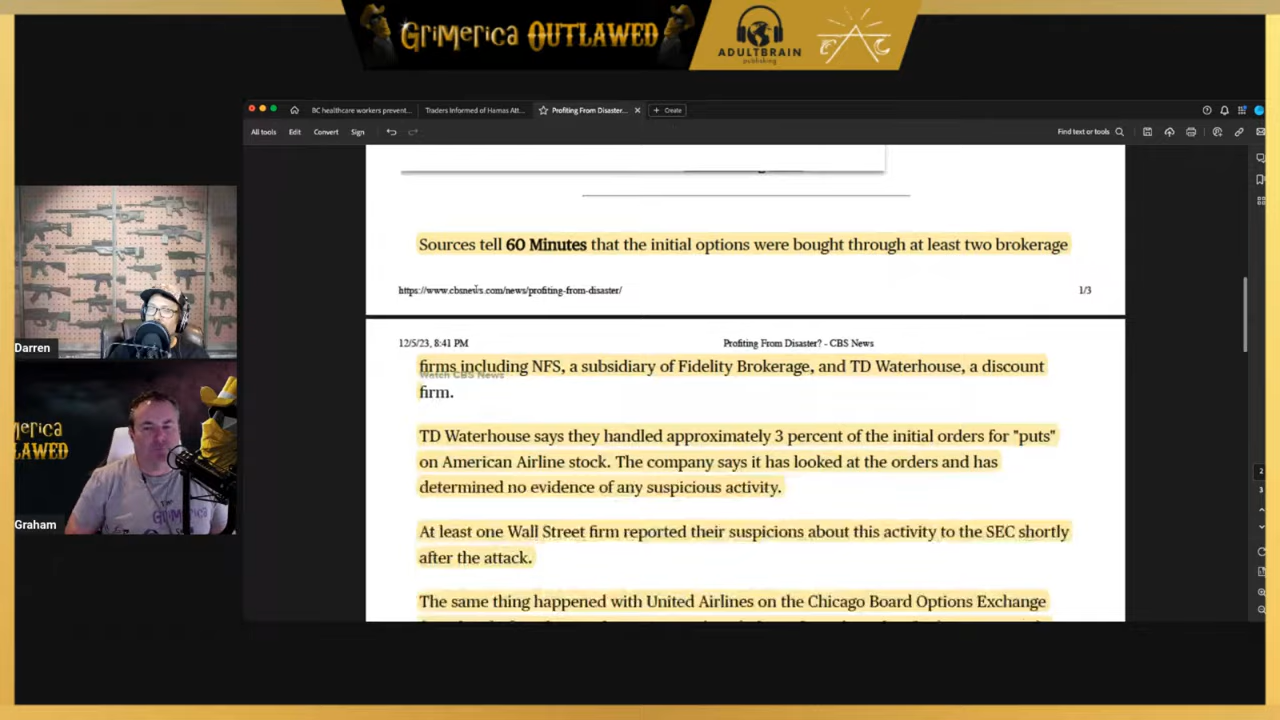 GRIMERICA OUTLAWED
ADULTBRAIN
publishing
E A C
BC healthcare workers prevent...
Traders Informed of Hamas Att...
Profiting From Disaster...
+ Create
All tools
Edit
Convert
Sign
Find text or tools
Sources tell 60 Minutes that the initial options were bought through at least two brokerage
https://www.cbsnews.com/news/profiting-from-disaster/
1/3
12/5/23, 8:41 PM
Profiting From Disaster? - CBS News
firms including NFS, a subsidiary of Fidelity Brokerage, and TD Waterhouse, a discount
Watch CBS News
firm.
TD Waterhouse says they handled approximately 3 percent of the initial orders for "puts"
on American Airline stock. The company says it has looked at the orders and has
determined no evidence of any suspicious activity.
At least one Wall Street firm reported their suspicions about this activity to the SEC shortly
after the attack.
The same thing happened with United Airlines on the Chicago Board Options Exchange
2
3
Darren
merica
LAWED
Graham